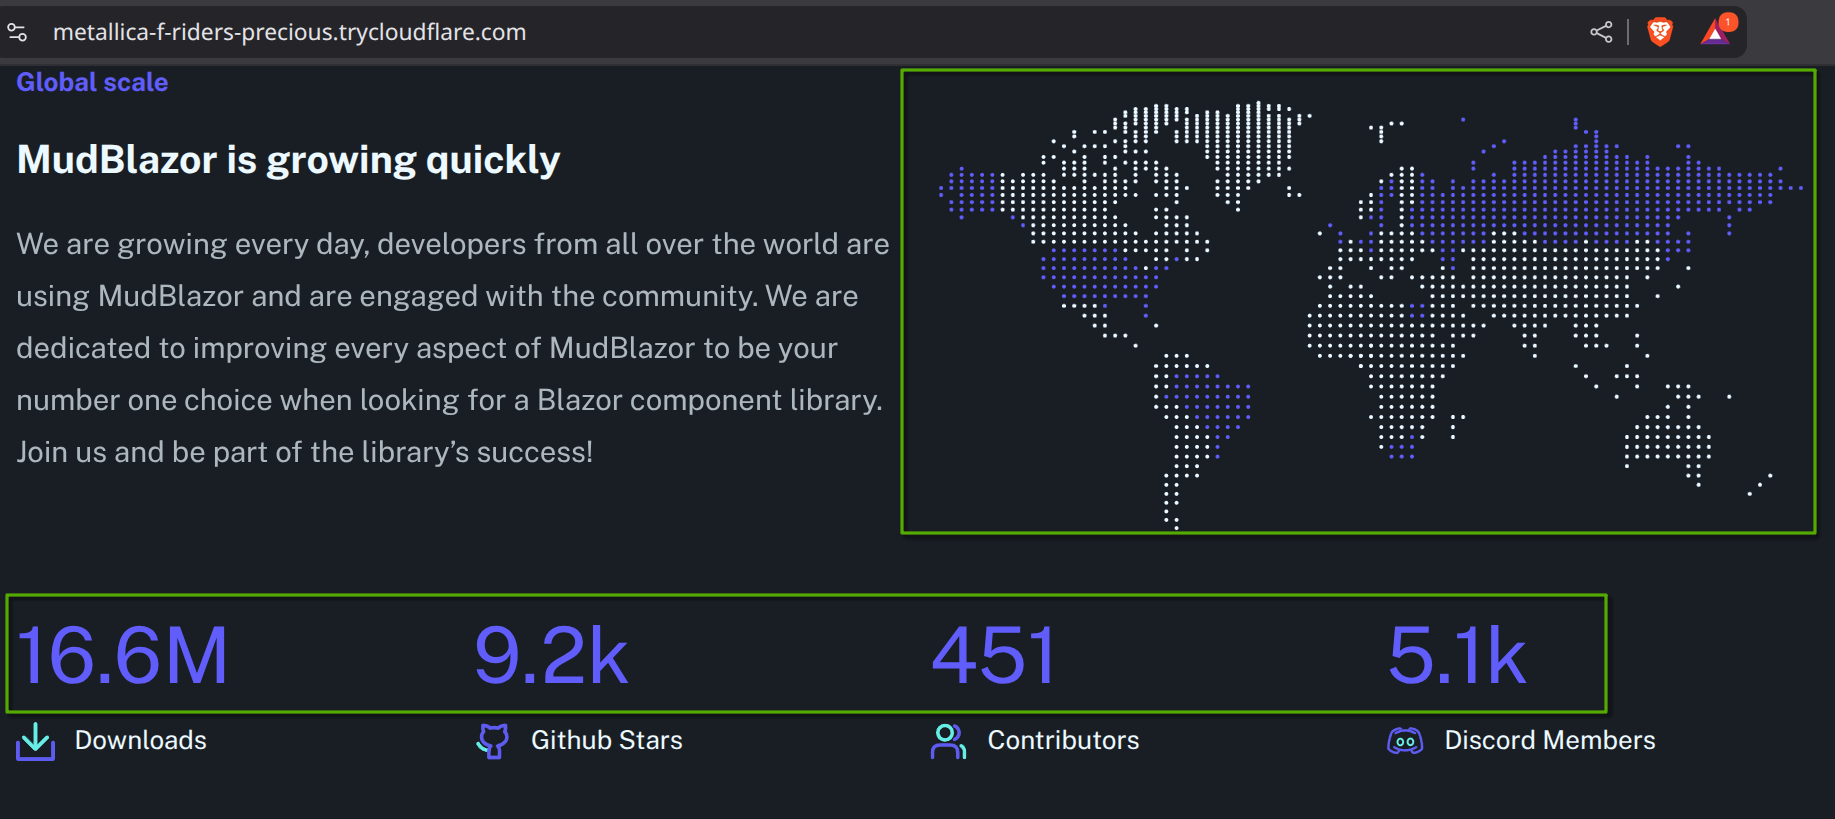 metallica-f-riders-precious.trycloudflare.com
1
Global scale
MudBlazor is growing quickly
We are growing every day, developers from all over the world are
using MudBlazor and are engaged with the community. We are
dedicated to improving every aspect of MudBlazor to be your
number one choice when looking for a Blazor component library.
Join us and be part of the library’s success!
16.6M 9.2k 451 5.1k
Downloads Github Stars Contributors Discord Members